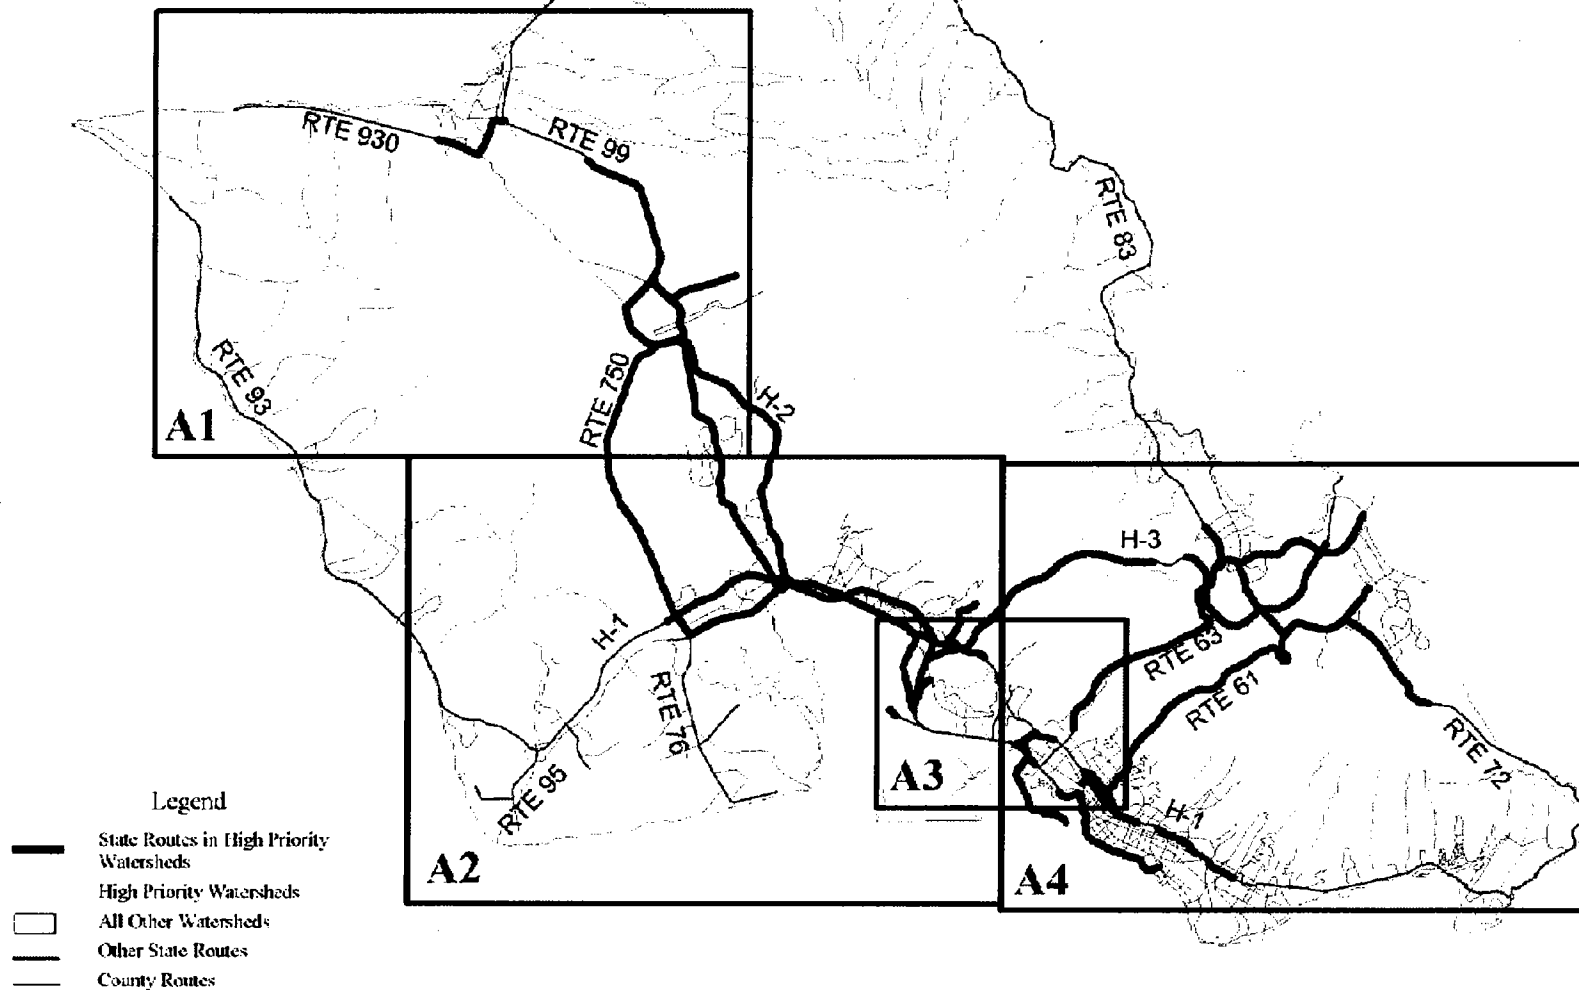 RTE 930
RTE 99
RTE 83
RTE 93
RTE 750
H-2
A1
H-3
H-1
RTE 63
RTE 76
RTE 61
RTE 72
A3
RTE 95
H-1
A2
A4
Legend
State Routes in High Priority
Watersheds
High Priority Watersheds
All Other Watersheds
Other State Routes
County Routes